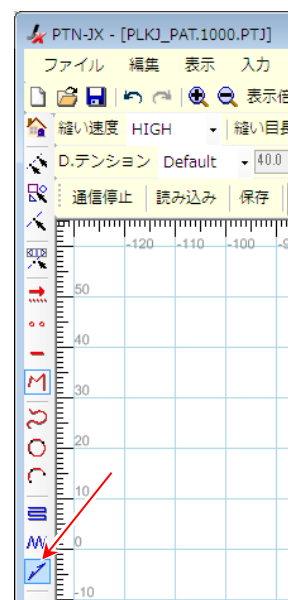 PTN-JX - [PLKJ_PAT.1000.PTJ]
ファイル 編集 表示 入力
表示倍
縫い速度 HIGH 縫い目長
D.テンション Default 40.0
通信停止 読み込み 保存
-120 -110 -100 -9
50
40
30
20
10
0
-10